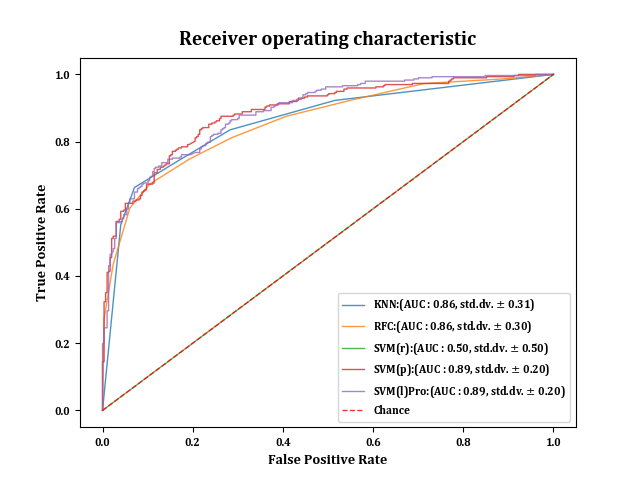 Receiver operating characteristic
True Positive Rate
1.0
0.8
0.6
0.4
0.2
0.0
KNN:(AUC : 0.86, std.dv. ± 0.31)
RFC:(AUC : 0.86, std.dv. ± 0.30)
SVM(r):(AUC : 0.50, std.dv. ± 0.50)
SVM(p):(AUC : 0.89, std.dv. ± 0.20)
SVM(l)Pro:(AUC : 0.89, std.dv. ± 0.20)
Chance
0.0 0.2 0.4 0.6 0.8 1.0
False Positive Rate